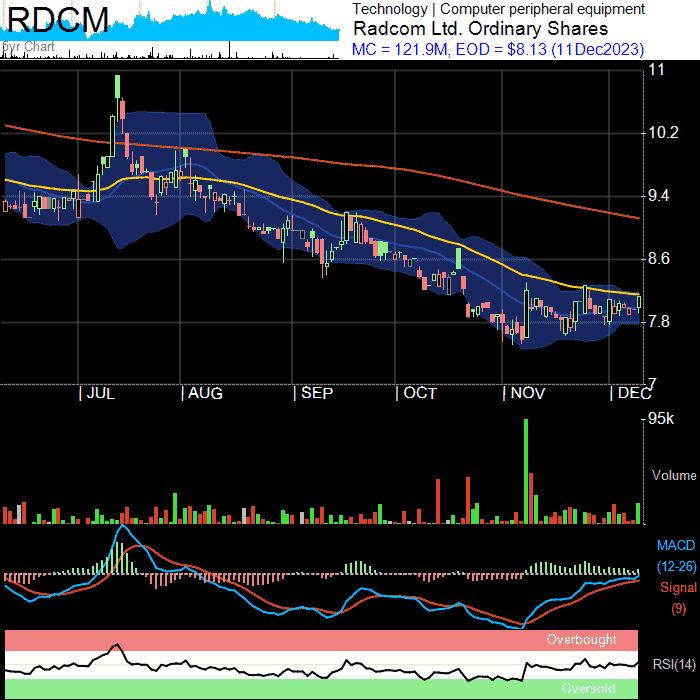 RDCM
5yr Chart
Technology | Computer peripheral equipment
Radcom Ltd. Ordinary Shares
MC = 121.9M, EOD = $8.13 (11Dec2023)
11
10.2
9.4
8.6
7.8
7
JUL AUG SEP OCT NOV DEC
95k
Volume
MACD
(12-26)
Signal
(9)
Overbought
RSI(14)
Oversold